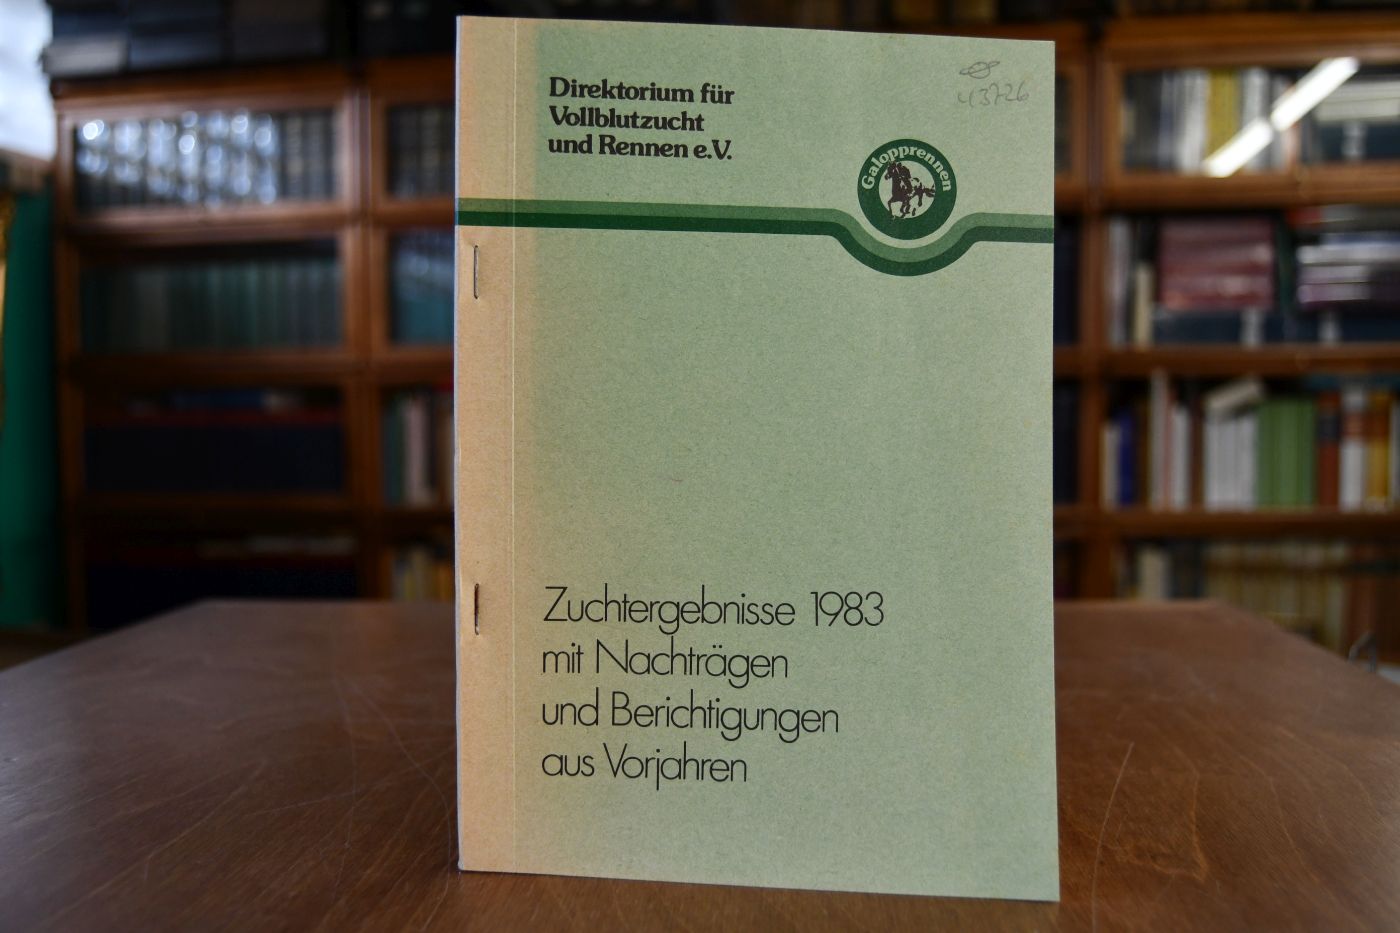 Direktorium für
Vollblutzucht
und Rennen e.V.
43726
Galopprennen
Zuchtergebnisse 1983
mit Nachträgen
und Berichtigungen
aus Vorjahren